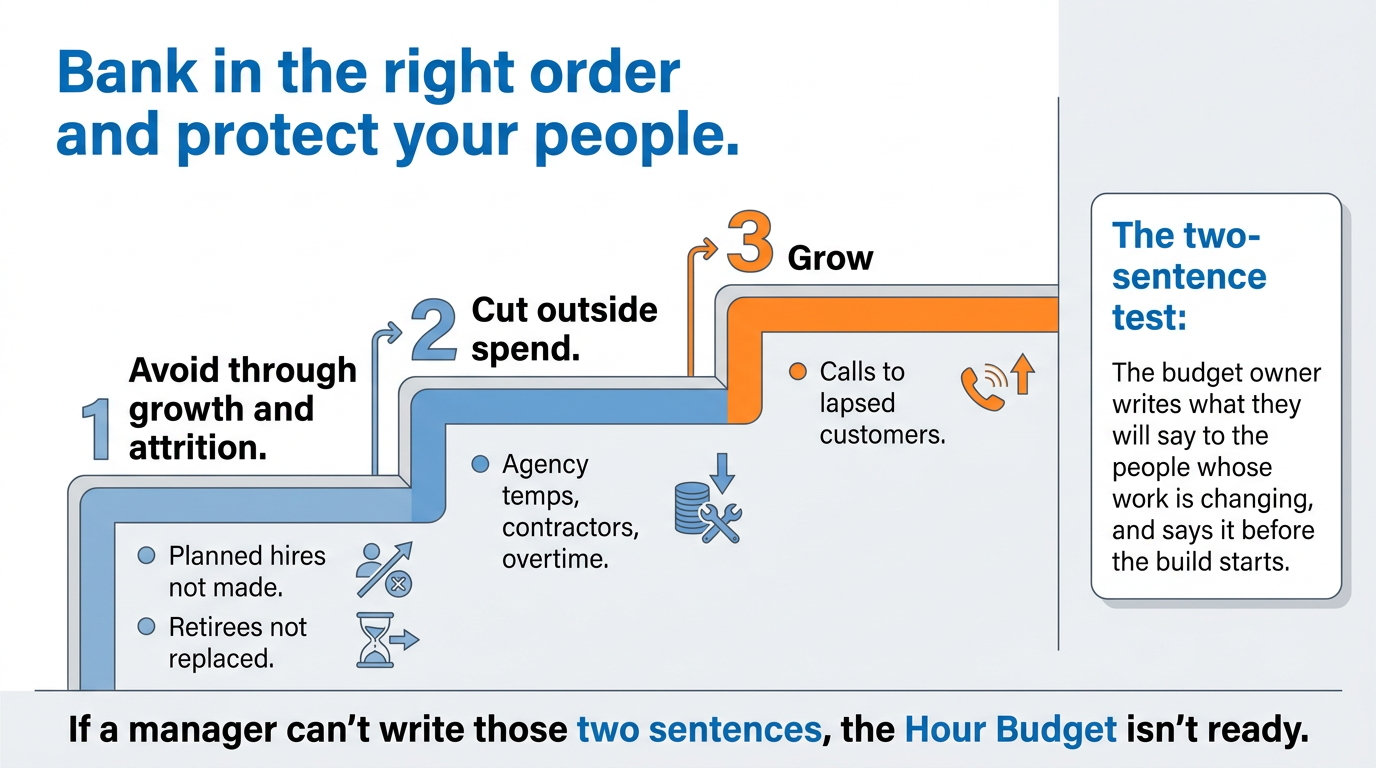 Bank in the right order
and protect your people.
1
Avoid through
growth and
attrition.
Planned hires
not made.
Retirees not
replaced.
2
Cut outside
spend.
Agency
temps,
contractors,
overtime.
3
Grow
Calls to
lapsed
customers.
The two-
sentence
test:
The budget owner
writes what they
will say to the
people whose
work is changing,
and says it before
the build starts.
If a manager can’t write those two sentences, the Hour Budget isn’t ready.